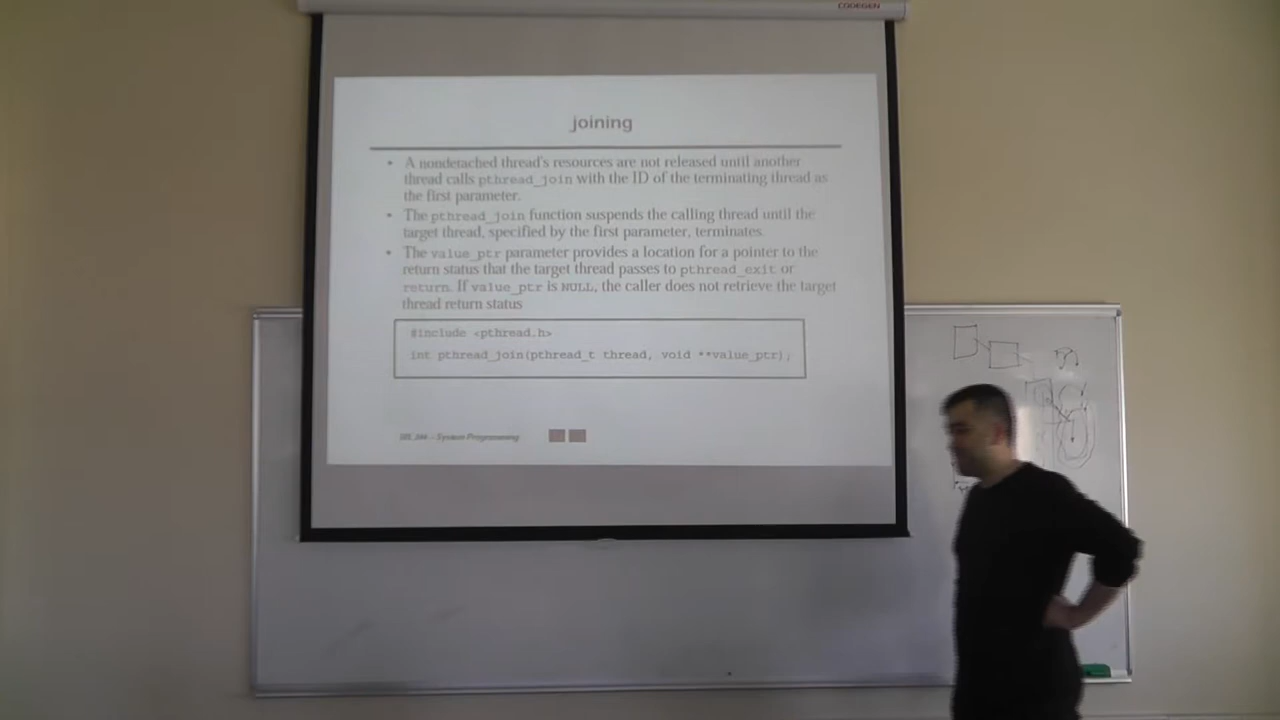 CODEGEN
joining
• A nondetached thread's resources are not released until another
thread calls pthread_join with the ID of the terminating thread as
the first parameter.
• The pthread_join function suspends the calling thread until the
target thread, specified by the first parameter, terminates.
• The value_ptr parameter provides a location for a pointer to the
return status that the target thread passes to pthread_exit or
return. If value_ptr is NULL, the caller does not retrieve the target
thread return status
#include <pthread.h>
int pthread_join(pthread_t thread, void **value_ptr);
– System Programming